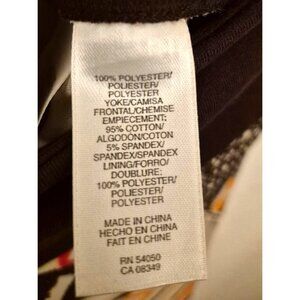 100% POLYESTER/
POLIESTER/
POLYESTER
YOKE/CAMISA
FRONTAL/CHEMISE
EMPIECEMENT:
95% COTTON/
ALGODÓN/COTON
5% SPANDEX/
SPANDEX/SPANDEX
LINING/FORRO/
DOUBLURE:
100% POLYESTER/
POLIESTER/
POLYESTER
MADE IN CHINA
HECHO EN CHINA
FAIT EN CHINE
RN 54050
CA 08349